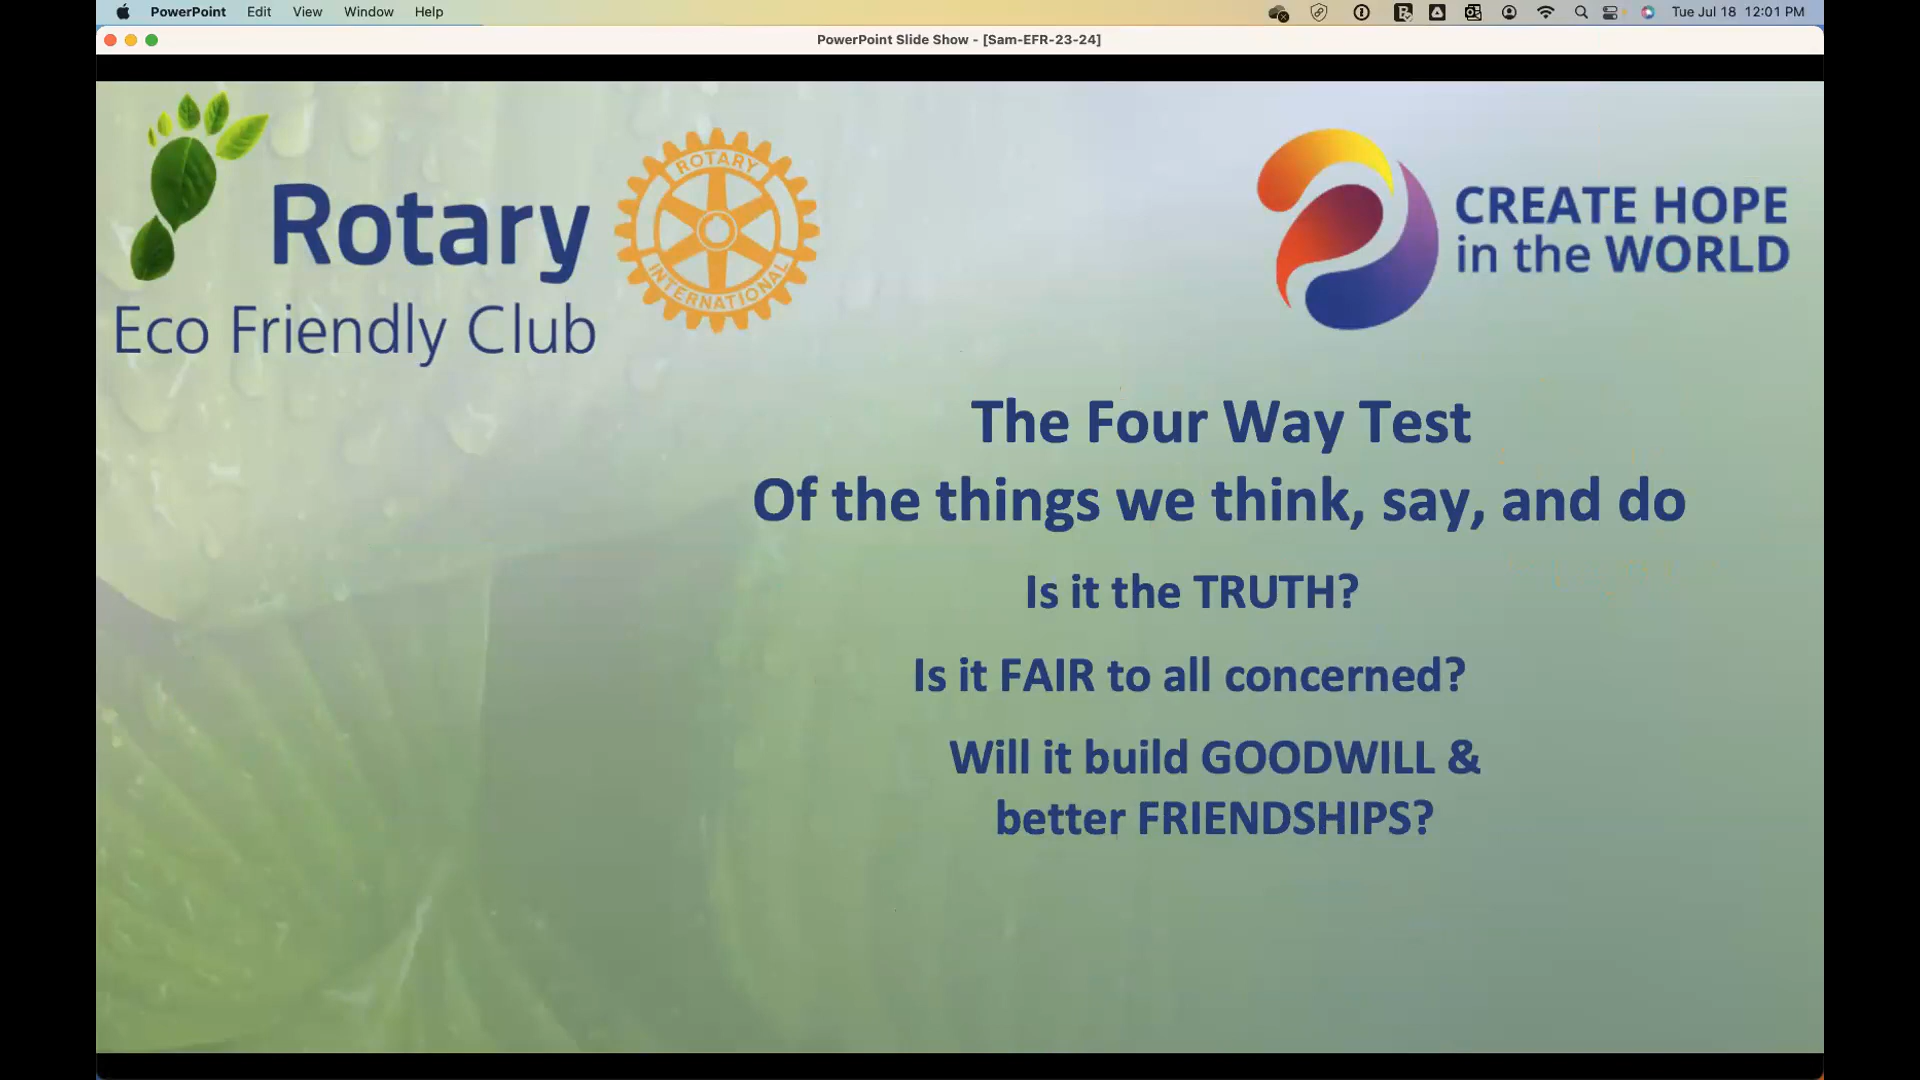 PowerPoint Edit View Window Help
Tue Jul 18 12:01 PM
PowerPoint Slide Show - [Sam-EFR-23-24]
Rotary
Eco Friendly Club
ROTARY
INTERNATIONAL
CREATE HOPE
in the WORLD
The Four Way Test
Of the things we think, say, and do
Is it the TRUTH?
Is it FAIR to all concerned?
Will it build GOODWILL &
better FRIENDSHIPS?